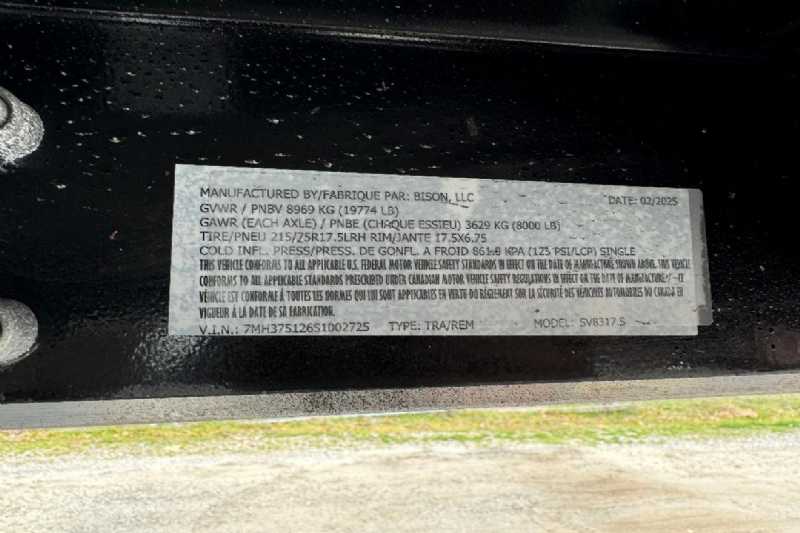 MANUFACTURED BY/FABRIQUE PAR: BISON, LLC DATE: 02/2025
GVWR / PNBV 8969 KG (19774 LB)
GAWR (EACH AXLE) / PNBE (CHAQUE ESSIEU) 3629 KG (8000 LB)
TIRE/PNEU 215/75R17.5LRH RIM/JANTE 17.5X6.75
COLD INFL. PRESS/PRESS. DE GONFL. A FROID 861.8 KPA (125 PSI/LCP) SINGLE
THIS VEHICLE CONFORMS TO ALL APPLICABLE U.S. FEDERAL MOTOR VEHICLE SAFETY STANDARDS IN EFFECT ON THE DATE OF MANUFACTURE SHOWN ABOVE. THIS VEHICLE
CONFORMS TO ALL APPLICABLE STANDARDS PRESCRIBED UNDER CANADIAN MOTOR VEHICLE SAFETY REGULATIONS IN EFFECT ON THE DATE OF MANUFACTURE. / CE
VÉHICLE EST CONFORME À TOUTES LES NORMES QUI LUI SONT APPLICABLES EN VERTU DU RÈGLEMENT SUR LA SÉCURITÉ DES VÉHICULES AUTOMOBILES DU CANADA EN
VIGUEUR À LA DATE DE SA FABRICATION.
V.I.N.: 7MH375126S1002725 TYPE: TRA/REM MODEL: SV8317.5